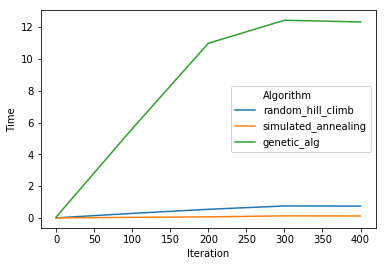 12
10
8
6
4
2
0
Time
Algorithm
random_hill_climb
simulated_annealing
genetic_alg
0 50 100 150 200 250 300 350 400
Iteration